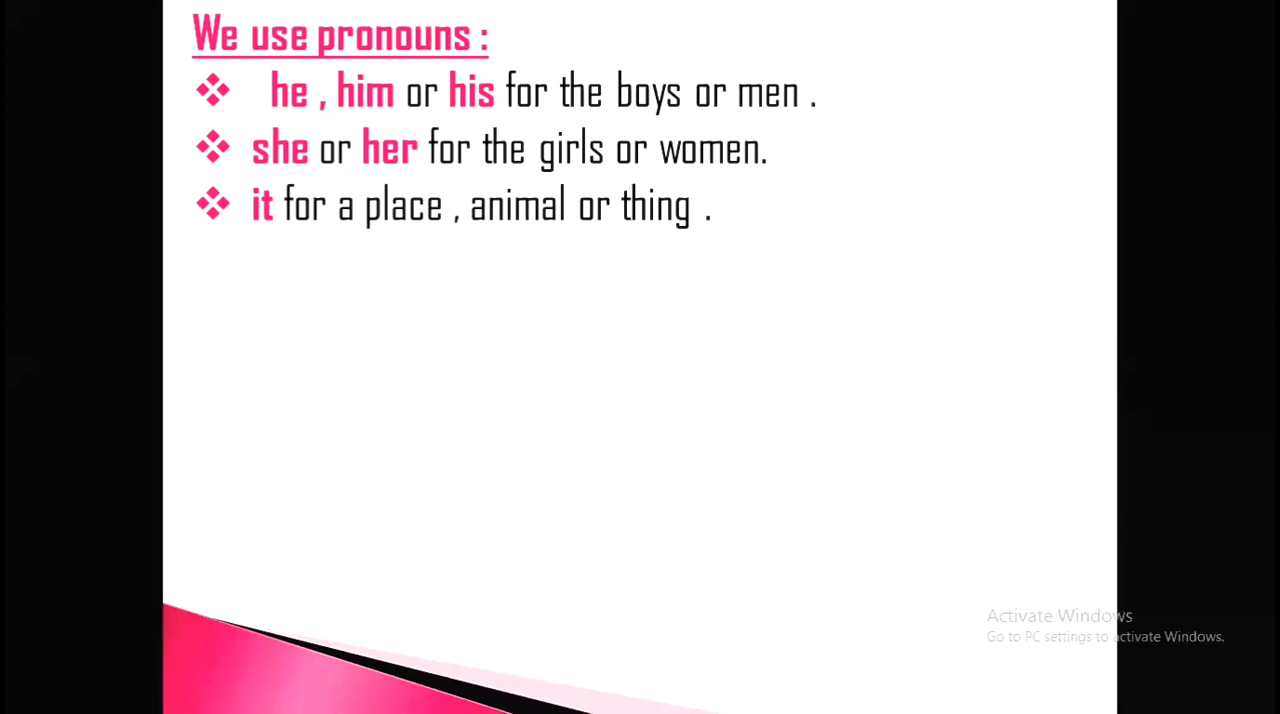 We use pronouns :
he , him or his for the boys or men .
she or her for the girls or women.
it for a place , animal or thing .
Activate Windows
Go to PC settings to activate Windows.